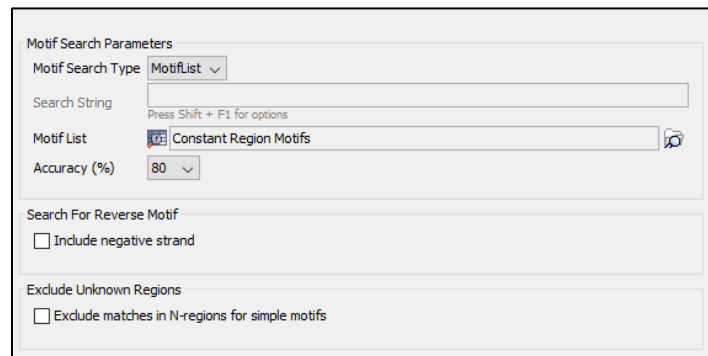 Motif Search Parameters
Motif Search Type MotifList
Search String
Press Shift + F1 for options
Motif List Constant Region Motifs
Accuracy (%) 80
Search For Reverse Motif
Include negative strand
Exclude Unknown Regions
Exclude matches in N-regions for simple motifs